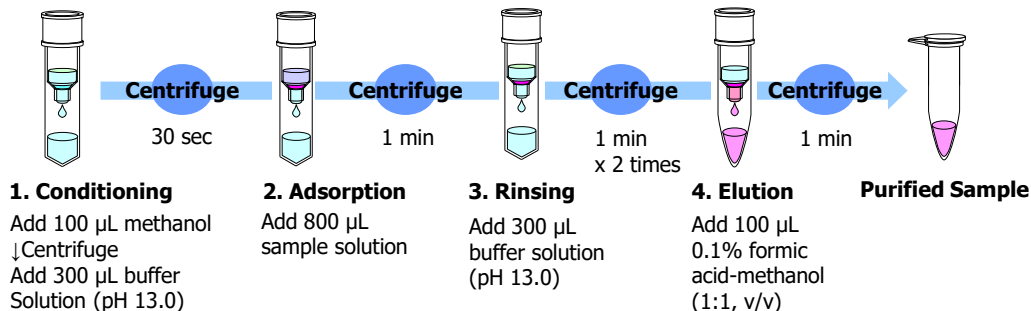 Centrifuge
Centrifuge
Centrifuge
Centrifuge
30 sec
1 min
1 min
x 2 times
1 min
1. Conditioning
Add 100 µL methanol
↓Centrifuge
Add 300 µL buffer
Solution (pH 13.0)
2. Adsorption
Add 800 µL
sample solution
3. Rinsing
Add 300 µL
buffer solution
(pH 13.0)
4. Elution
Add 100 µL
0.1% formic
acid-methanol
(1:1, v/v)
Purified Sample